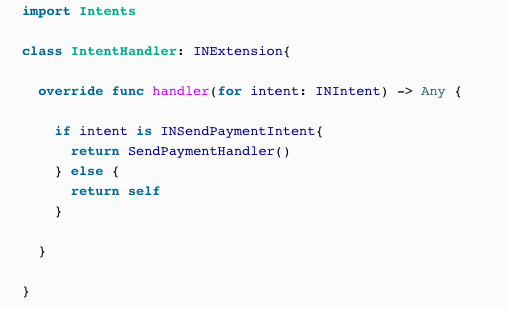 import Intents
class IntentHandler: INExtension{
override func handler(for intent: INIntent) -> Any {
if intent is INSendPaymentIntent{
return SendPaymentHandler()
} else {
return self
}
}
}